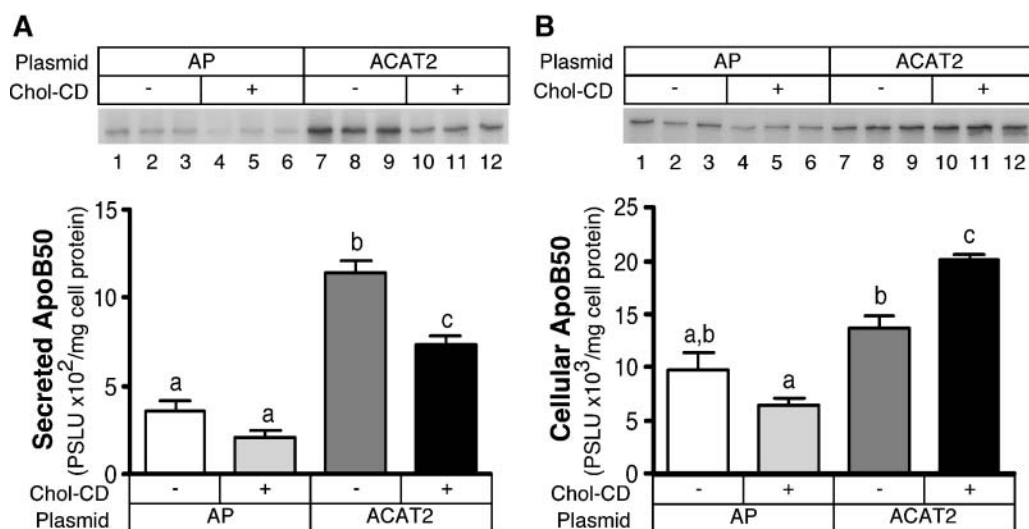 A
Plasmid AP ACAT2
Chol-CD - + - +
1 2 3 4 5 6 7 8 9 10 11 12
Secreted ApoB50
(PSLU x10²/mg cell protein)
15
10
5
0
a
a
b
c
Chol-CD - + - +
Plasmid AP ACAT2
B
Plasmid AP ACAT2
Chol-CD - + - +
1 2 3 4 5 6 7 8 9 10 11 12
Cellular ApoB50
(PSLU x10³/mg cell protein)
25
20
15
10
5
0
a,b
a
b
c
Chol-CD - + - +
Plasmid AP ACAT2